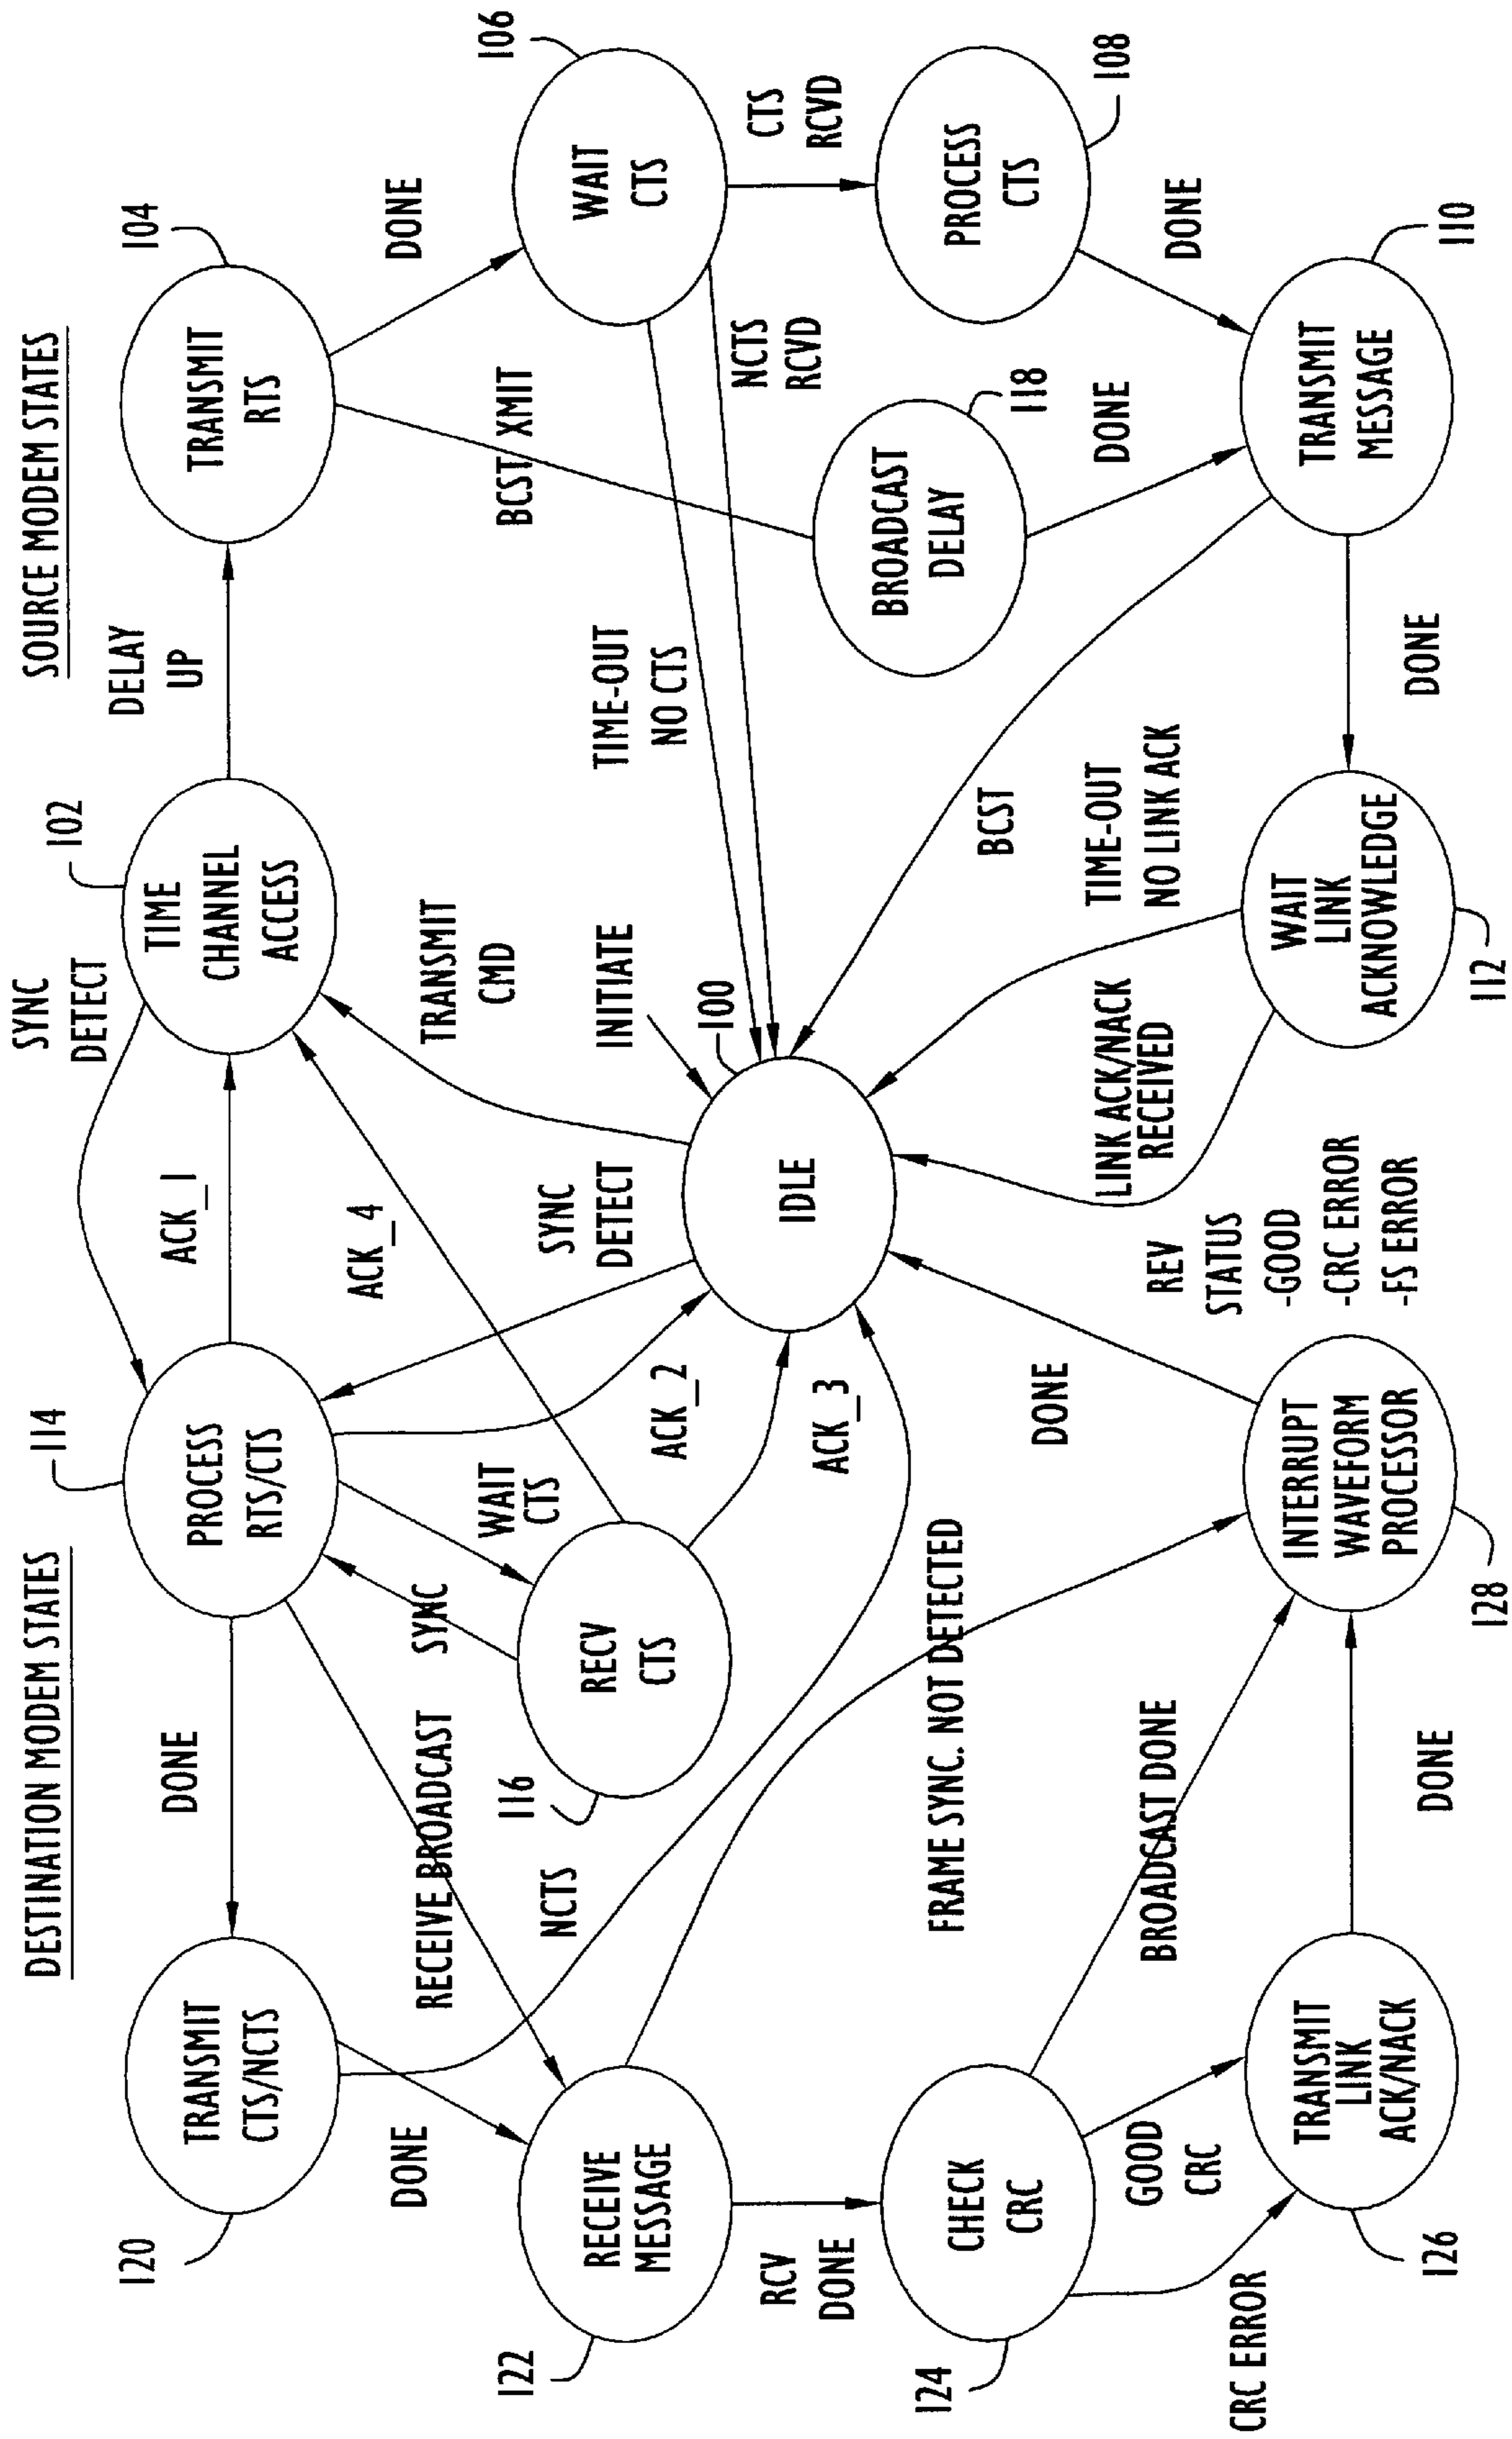 DESTINATION MODEM STATES
SOURCE MODEM STATES
120
TRANSMIT
CTS/NCTS
DONE
114
PROCESS
RTS/CTS
SYNC
DETECT
ACK_1
102
TIME
CHANNEL
ACCESS
DELAY
UP
104
TRANSMIT
RTS
DONE
106
WAIT
CTS
CTS
RCVD
108
PROCESS
CTS
DONE
NCTS
RCVD
BCST XMIT
TIME-OUT
NO CTS
118
BROADCAST
DELAY
DONE
110
TRANSMIT
MESSAGE
DONE
BCST
TIME-OUT
NO LINK ACK
112
WAIT
LINK
ACKNOWLEDGE
LINK ACK/NACK
RECEIVED
TRANSMIT
CMD
INITIATE
100
IDLE
SYNC
DETECT
ACK_4
ACK_2
ACK_3
WAIT
CTS
SYNC
116
RECV
CTS
RECEIVE BROADCAST
NCTS
DONE
122
RECEIVE
MESSAGE
RCV
DONE
FRAME SYNC. NOT DETECTED
124
CHECK
CRC
GOOD
CRC
CRC ERROR
BROADCAST DONE
126
TRANSMIT
LINK
ACK/NACK
DONE
128
INTERRUPT
WAVEFORM
PROCESSOR
DONE
REV
STATUS
-GOOD
-CRC ERROR
-FS ERROR